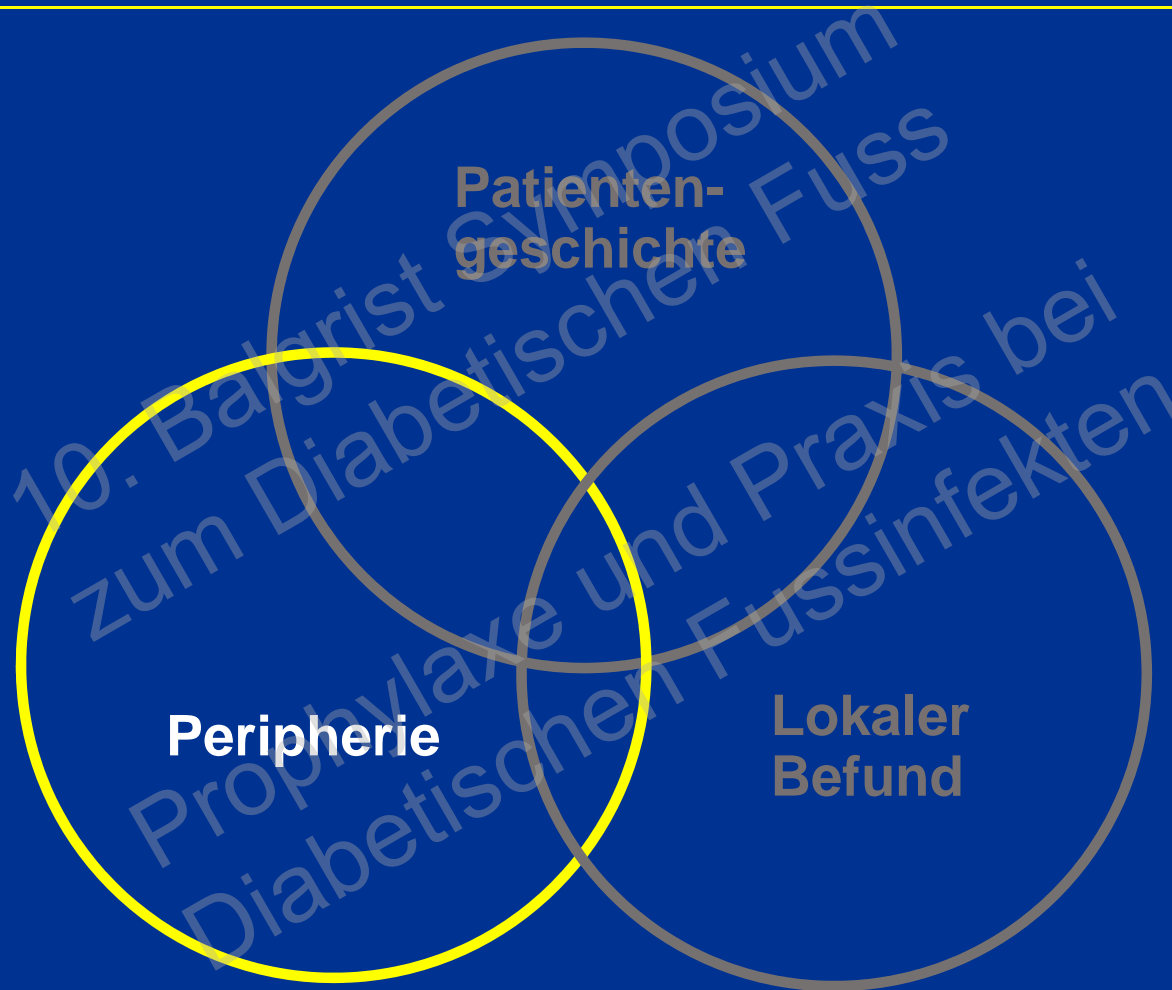 Patienten-
geschichte
Peripherie
Lokaler
Befund
10. Balgrist Symposium
zum Diabetischen Fuss
Prophylaxe und Praxis bei
Diabetischen Fussinfekten